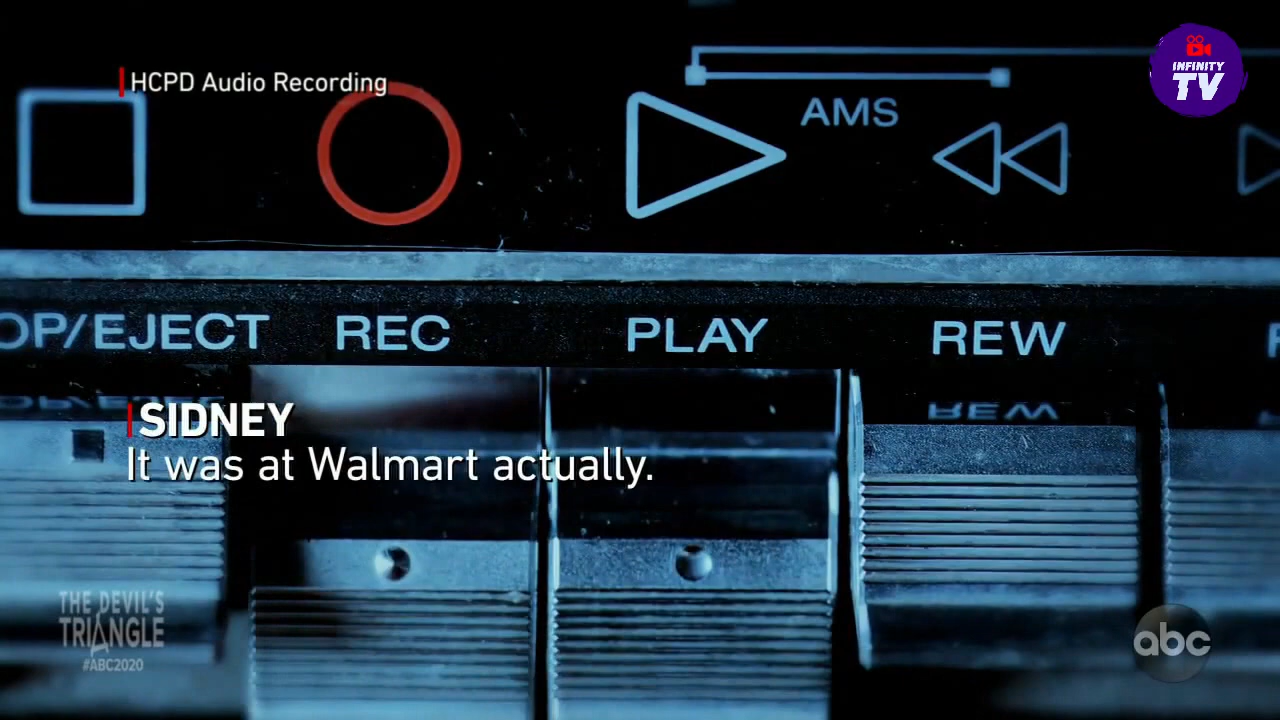 HCPD Audio Recording
INFINITY
TV
AMS
OP/EJECT
REC
PLAY
REW
REW
SIDNEY
It was at Walmart actually.
THE DEVIL'S
TRIANGLE
#ABC2020
abc